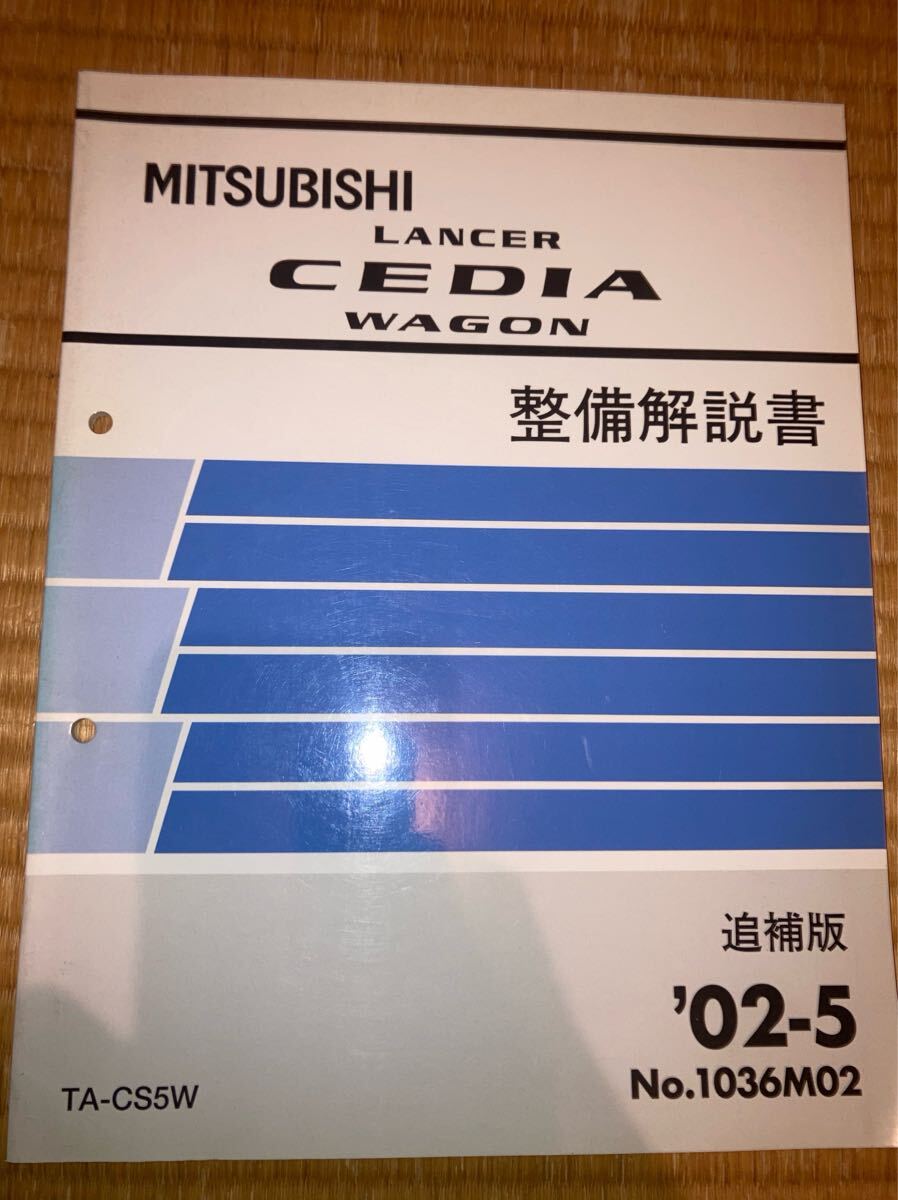 MITSUBISHI
LANCER
CEDIA
WAGON
整備解説書
追補版
'02-5
No.1036M02
TA-CS5W